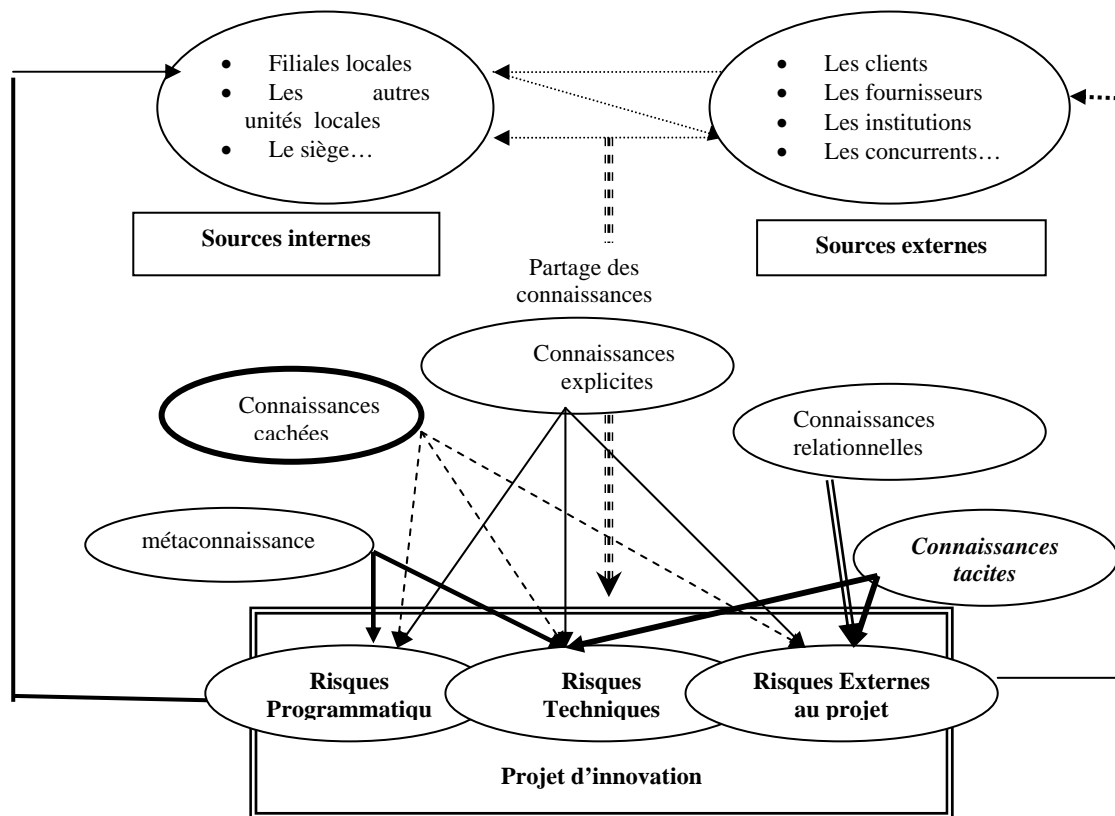 • Filiales locales
• Les autres
unités locales
• Le siège…
• Les clients
• Les fournisseurs
• Les institutions
• Les concurrents…
Sources internes
Sources externes
Partage des
connaissances
Connaissances
explicites
Connaissances
cachées
Connaissances
relationnelles
métaconnaissance
Connaissances
tacites
Risques
Programmatiqu
Risques
Techniques
Risques Externes
au projet
Projet d’innovation